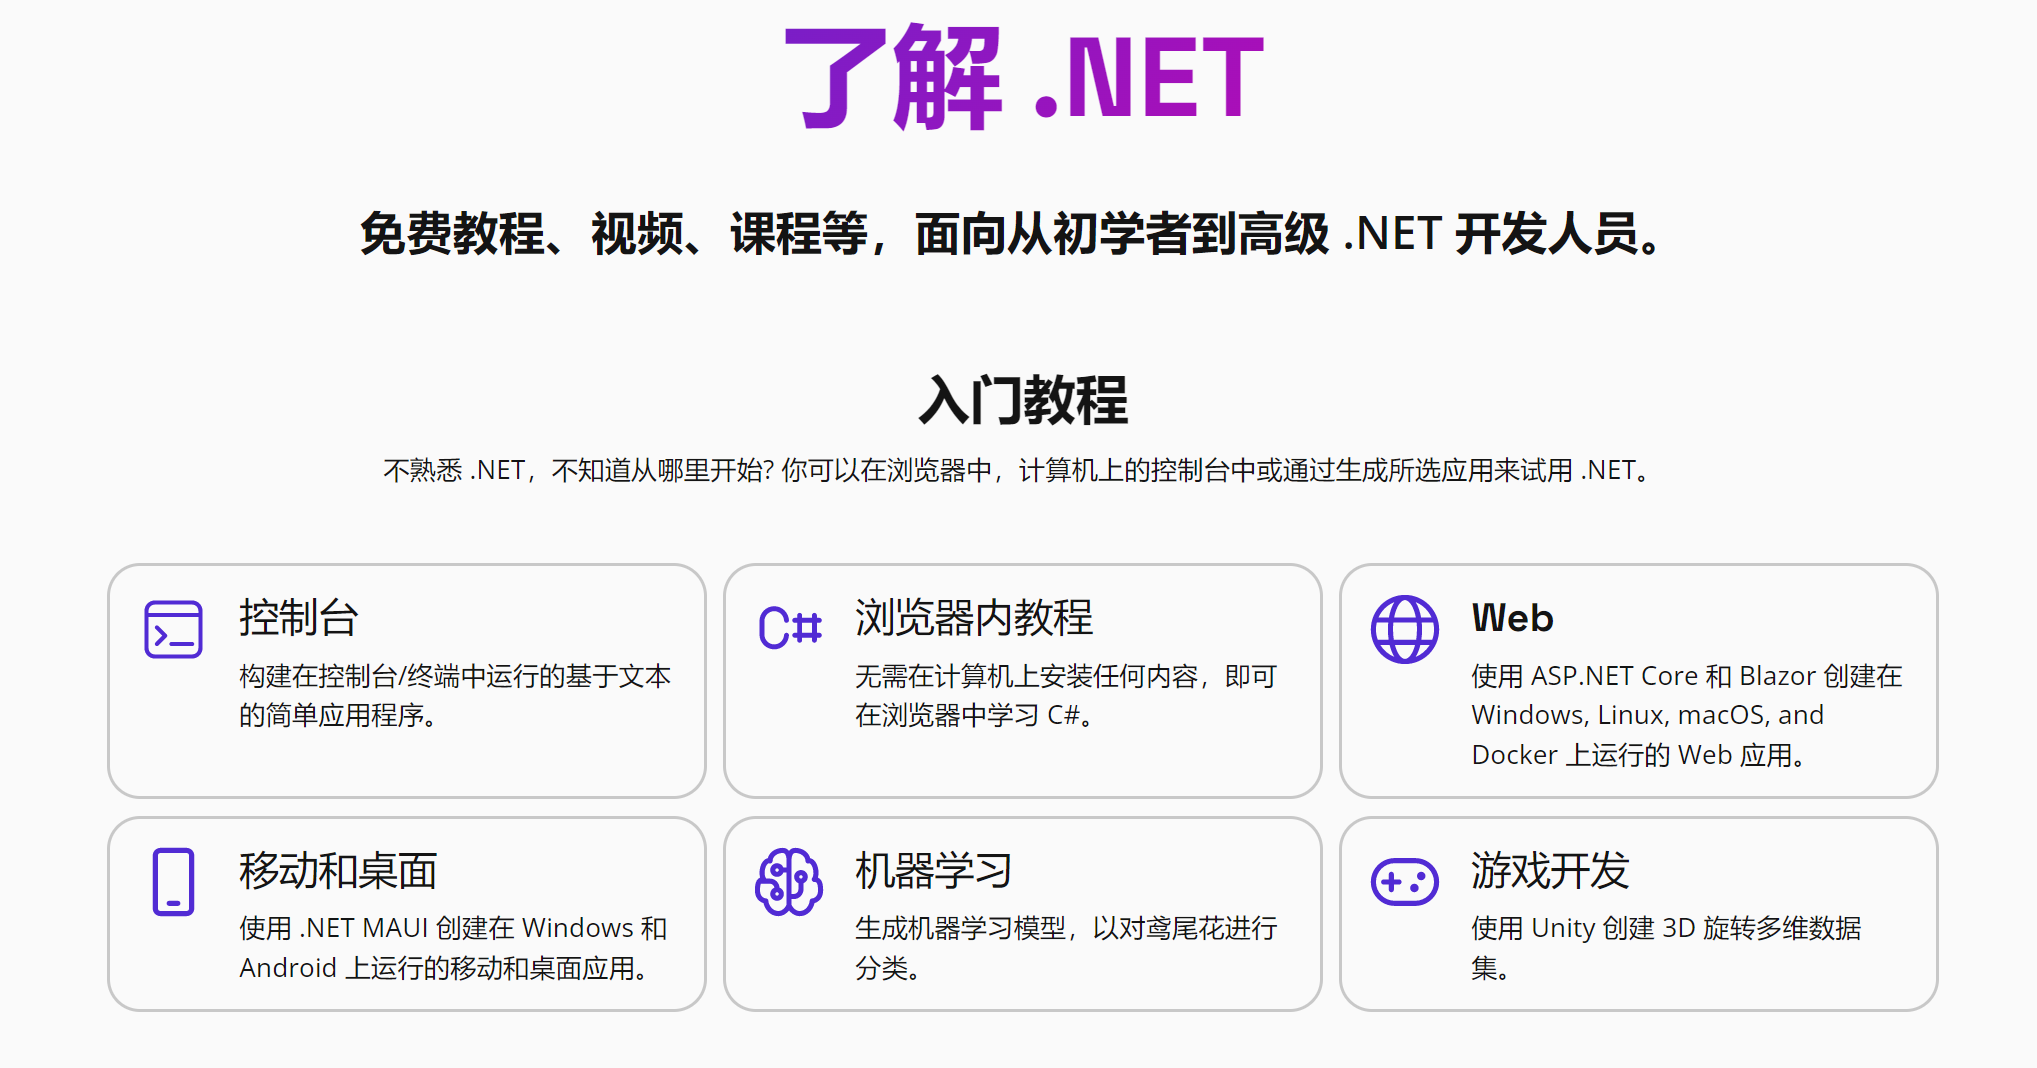 了解 .NET
免费教程、视频、课程等，面向从初学者到高级 .NET 开发人员。
入门教程
不熟悉 .NET，不知道从哪里开始? 你可以在浏览器中，计算机上的控制台中或通过生成所选应用来试用 .NET。
控制台
构建在控制台/终端中运行的基于文本
的简单应用程序。
C#
浏览器内教程
无需在计算机上安装任何内容，即可
在浏览器中学习 C#。
Web
使用 ASP.NET Core 和 Blazor 创建在
Windows, Linux, macOS, and
Docker 上运行的 Web 应用。
移动和桌面
使用 .NET MAUI 创建在 Windows 和
Android 上运行的移动和桌面应用。
机器学习
生成机器学习模型，以对鸢尾花进行
分类。
游戏开发
使用 Unity 创建 3D 旋转多维数据
集。